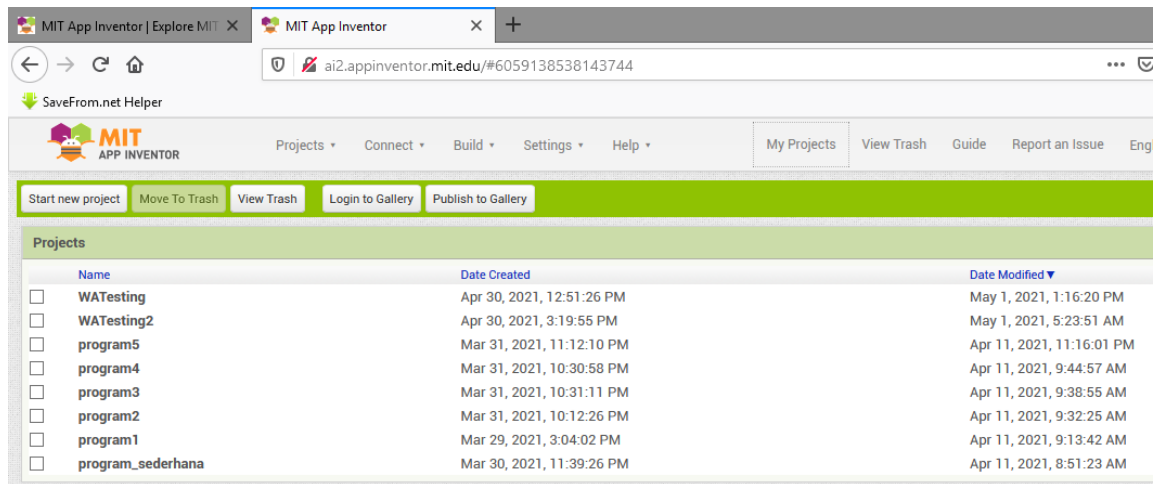 MIT App Inventor | Explore MIT
MIT App Inventor
ai2.appinventor.mit.edu/#6059138538143744
SaveFrom.net Helper
MIT
APP INVENTOR
Projects Connect Build Settings Help My Projects View Trash Guide Report an Issue Engl
Start new project Move To Trash View Trash Login to Gallery Publish to Gallery
Projects
Name Date Created Date Modified▼
WATesting Apr 30, 2021, 12:51:26 PM May 1, 2021, 1:16:20 PM
WATesting2 Apr 30, 2021, 3:19:55 PM May 1, 2021, 5:23:51 AM
program5 Mar 31, 2021, 11:12:10 PM Apr 11, 2021, 11:16:01 PM
program4 Mar 31, 2021, 10:30:58 PM Apr 11, 2021, 9:44:57 AM
program3 Mar 31, 2021, 10:31:11 PM Apr 11, 2021, 9:38:55 AM
program2 Mar 31, 2021, 10:12:26 PM Apr 11, 2021, 9:32:25 AM
program1 Mar 29, 2021, 3:04:02 PM Apr 11, 2021, 9:13:42 AM
program_sederhana Mar 30, 2021, 11:39:26 PM Apr 11, 2021, 8:51:23 AM